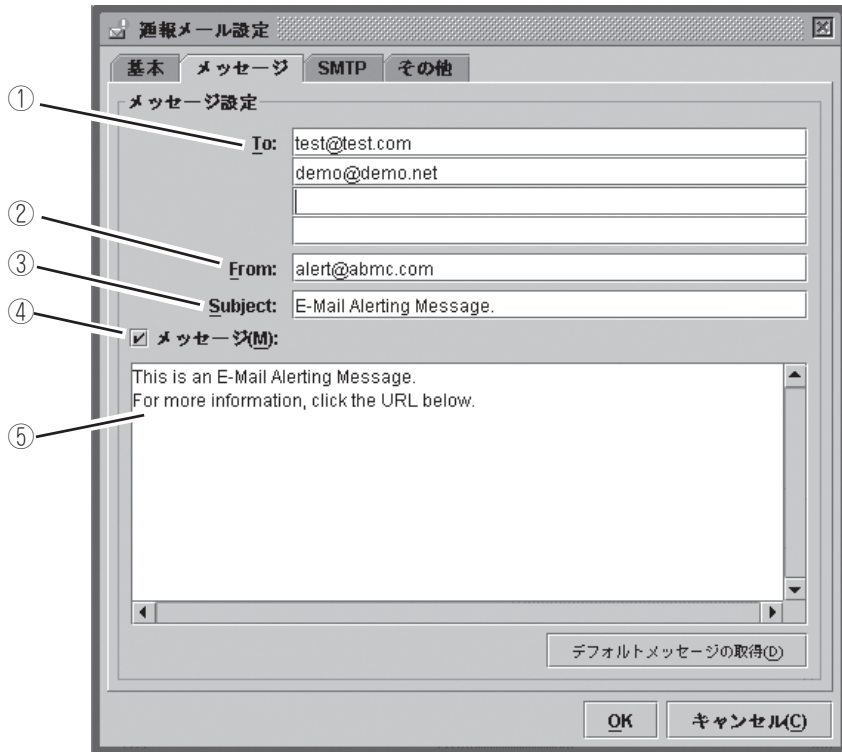 通報メール設定
基本 メッセージ SMTP その他
メッセージ設定
① To: test@test.com
demo@demo.net
② From: alert@abmc.com
③ Subject: E-Mail Alerting Message.
④ メッセージ(M):
This is an E-Mail Alerting Message.
For more information, click the URL below.
⑤
デフォルトメッセージの取得(D)
OK キャンセル(C)